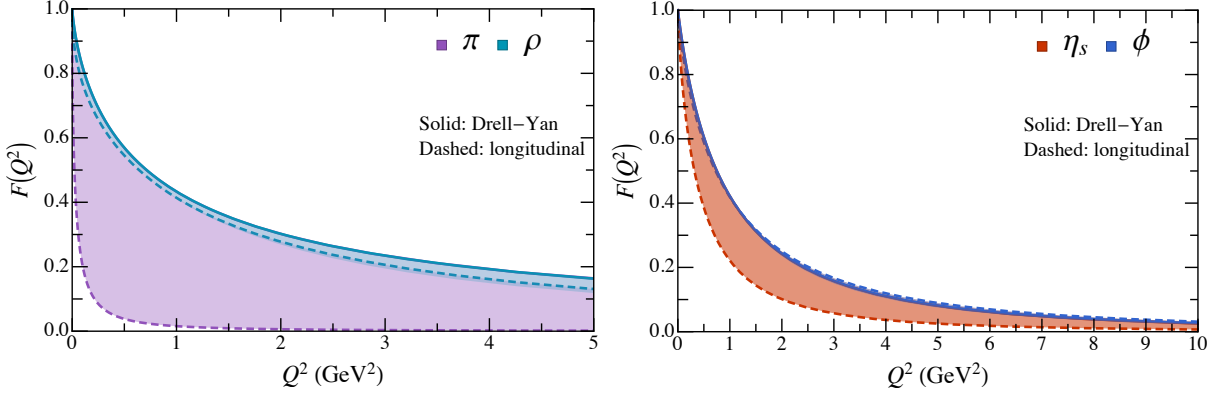 1.0
0.8
0.6
0.4
0.2
0.0
F(Q²)
π ρ
Solid: Drell−Yan
Dashed: longitudinal
0 1 2 3 4 5
Q² (GeV²)
1.0
0.8
0.6
0.4
0.2
0.0
F(Q²)
ηₛ ϕ
Solid: Drell−Yan
Dashed: longitudinal
0 1 2 3 4 5 6 7 8 9 10
Q² (GeV²)